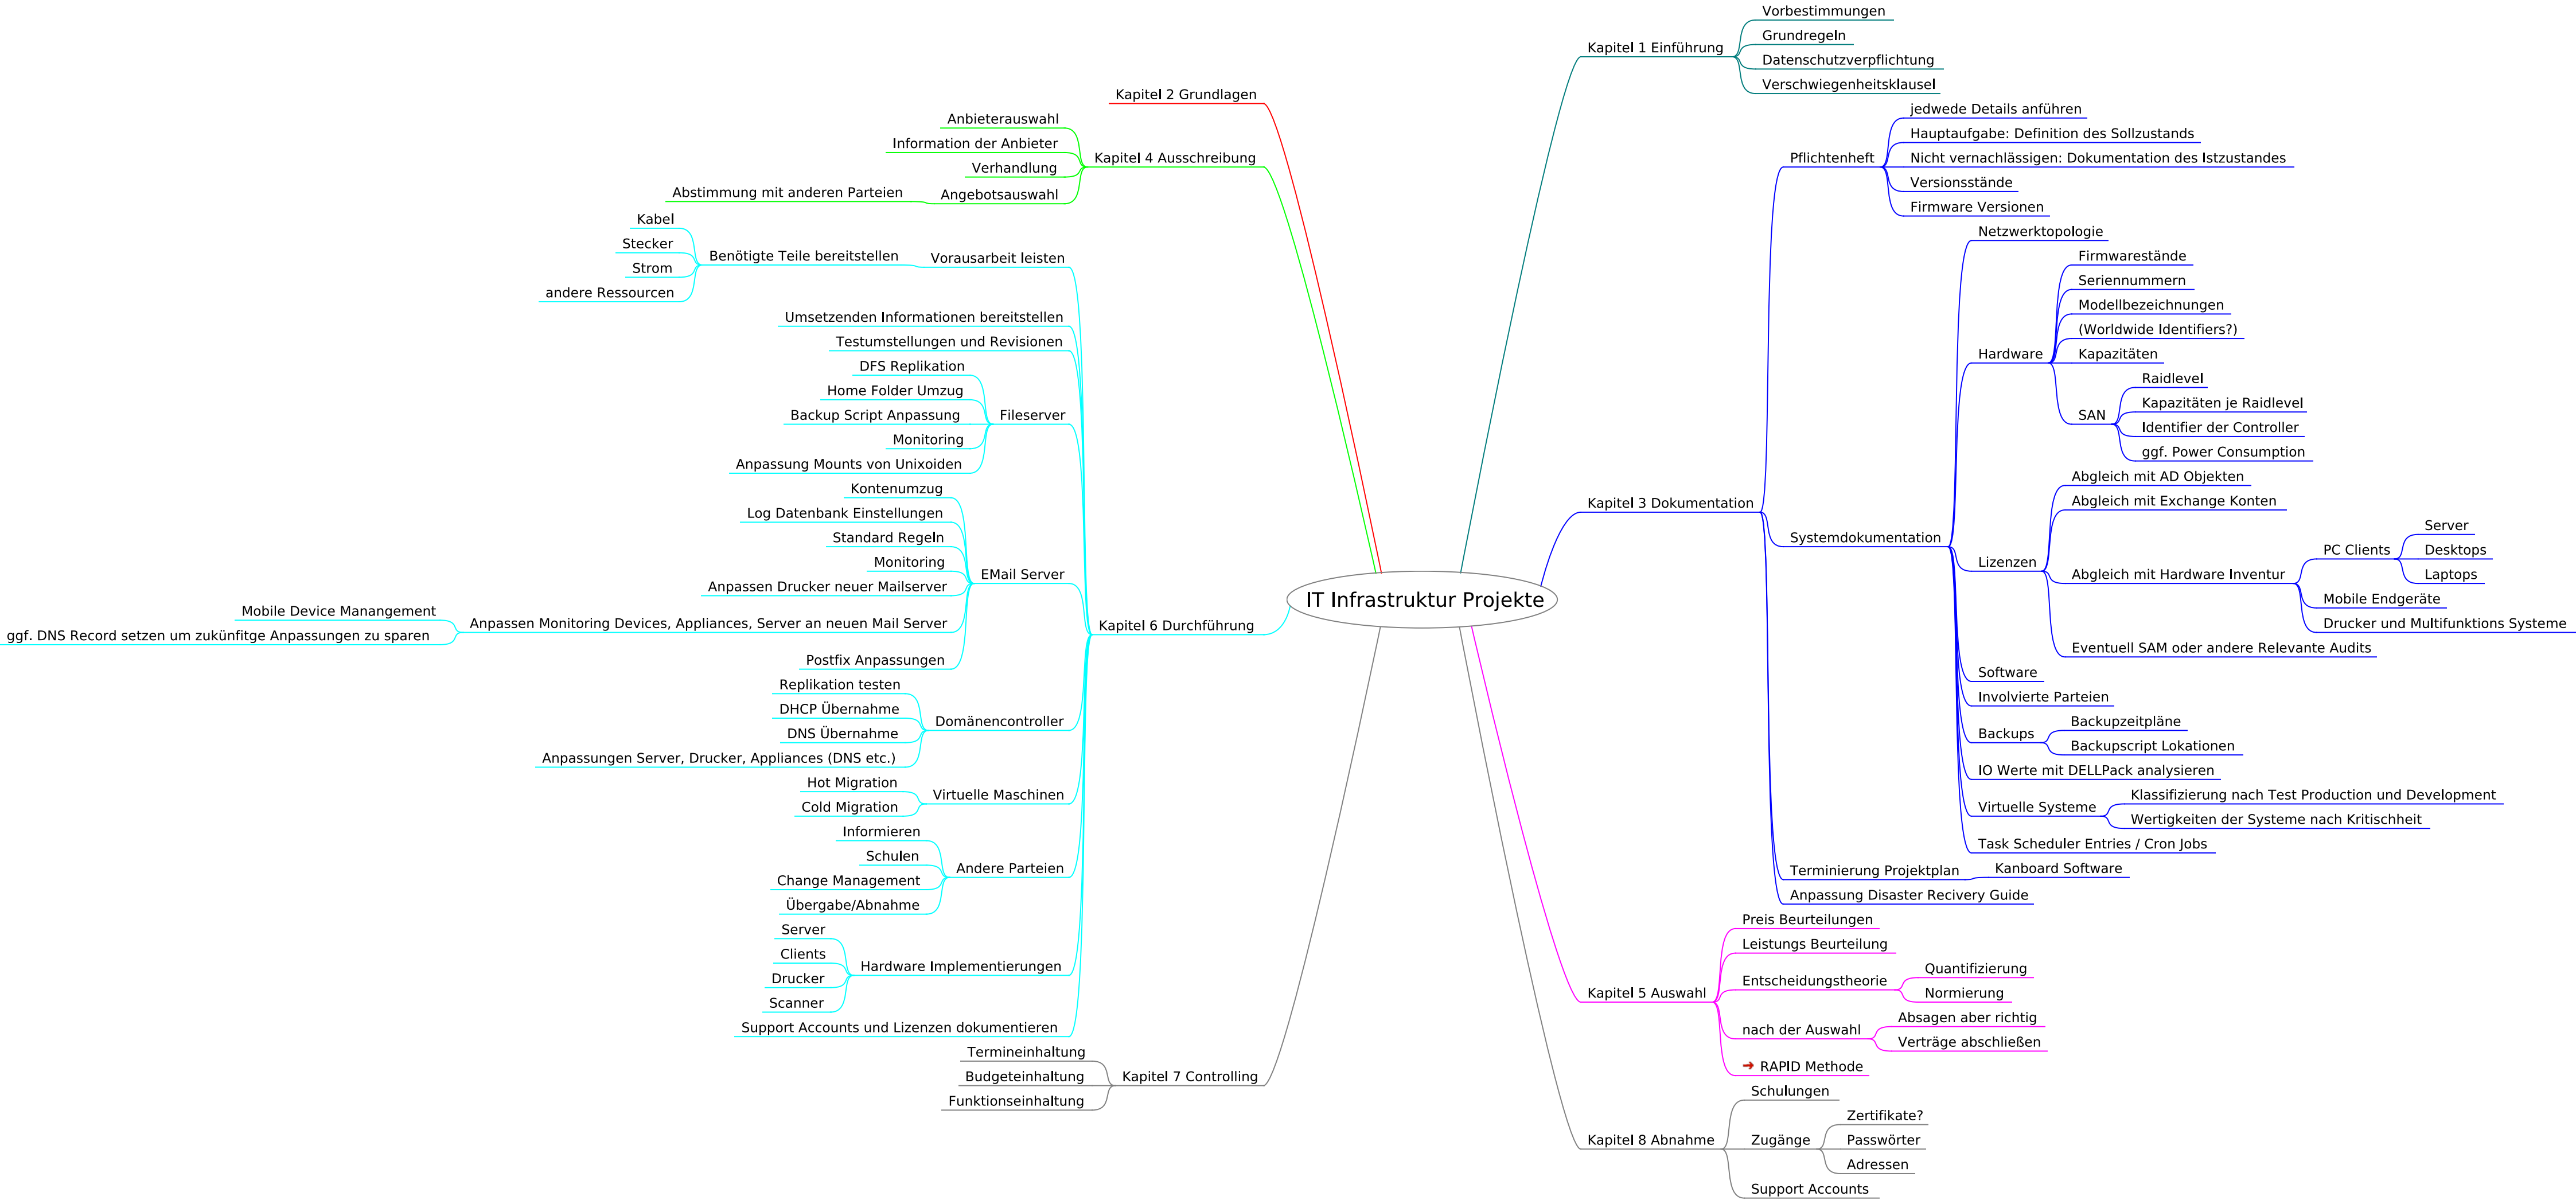 IT Infrastruktur Projekte
Kapitel 1 Einführung
Vorbestimmungen
Grundregeln
Datenschutzverpflichtung
Verschwiegenheitsklausel
Kapitel 2 Grundlagen
Kapitel 3 Dokumentation
Pflichtenheft
jedwede Details anführen
Hauptaufgabe: Definition des Sollzustands
Nicht vernachlässigen: Dokumentation des Istzustandes
Versionsstände
Firmware Versionen
Systemdokumentation
Netzwerktopologie
Hardware
Firmwarestände
Seriennummern
Modellbezeichnungen
(Worldwide Identifiers?)
Kapazitäten
SAN
Raidlevel
Kapazitäten je Raidlevel
Identifier der Controller
ggf. Power Consumption
Lizenzen
Abgleich mit AD Objekten
Abgleich mit Exchange Konten
Abgleich mit Hardware Inventur
PC Clients
Server
Desktops
Laptops
Mobile Endgeräte
Drucker und Multifunktions Systeme
Eventuell SAM oder andere Relevante Audits
Software
Involvierte Parteien
Backups
Backupzeitpläne
Backupscript Lokationen
IO Werte mit DELLPack analysieren
Virtuelle Systeme
Klassifizierung nach Test Production und Development
Wertigkeiten der Systeme nach Kritischheit
Task Scheduler Entries / Cron Jobs
Terminierung Projektplan
Kanboard Software
Anpassung Disaster Recivery Guide
Kapitel 4 Ausschreibung
Anbieterauswahl
Information der Anbieter
Verhandlung
Angebotsauswahl
Abstimmung mit anderen Parteien
Kapitel 5 Auswahl
Preis Beurteilungen
Leistungs Beurteilung
Entscheidungstheorie
Quantifizierung
Normierung
nach der Auswahl
Absagen aber richtig
Verträge abschließen
➜ RAPID Methode
Kapitel 6 Durchführung
Vorausarbeit leisten
Benötigte Teile bereitstellen
Kabel
Stecker
Strom
andere Ressourcen
Umsetzenden Informationen bereitstellen
Testumstellungen und Revisionen
Fileserver
DFS Replikation
Home Folder Umzug
Backup Script Anpassung
Monitoring
Anpassung Mounts von Unixoiden
EMail Server
Kontenumzug
Log Datenbank Einstellungen
Standard Regeln
Monitoring
Anpassen Drucker neuer Mailserver
Anpassen Monitoring Devices, Appliances, Server an neuen Mail Server
Mobile Device Manangement
ggf. DNS Record setzen um zukünfitge Anpassungen zu sparen
Postfix Anpassungen
Domänencontroller
Replikation testen
DHCP Übernahme
DNS Übernahme
Anpassungen Server, Drucker, Appliances (DNS etc.)
Virtuelle Maschinen
Hot Migration
Cold Migration
Andere Parteien
Informieren
Schulen
Change Management
Übergabe/Abnahme
Hardware Implementierungen
Server
Clients
Drucker
Scanner
Support Accounts und Lizenzen dokumentieren
Kapitel 7 Controlling
Termineinhaltung
Budgeteinhaltung
Funktionseinhaltung
Kapitel 8 Abnahme
Schulungen
Zugänge
Zertifikate?
Passwörter
Adressen
Support Accounts